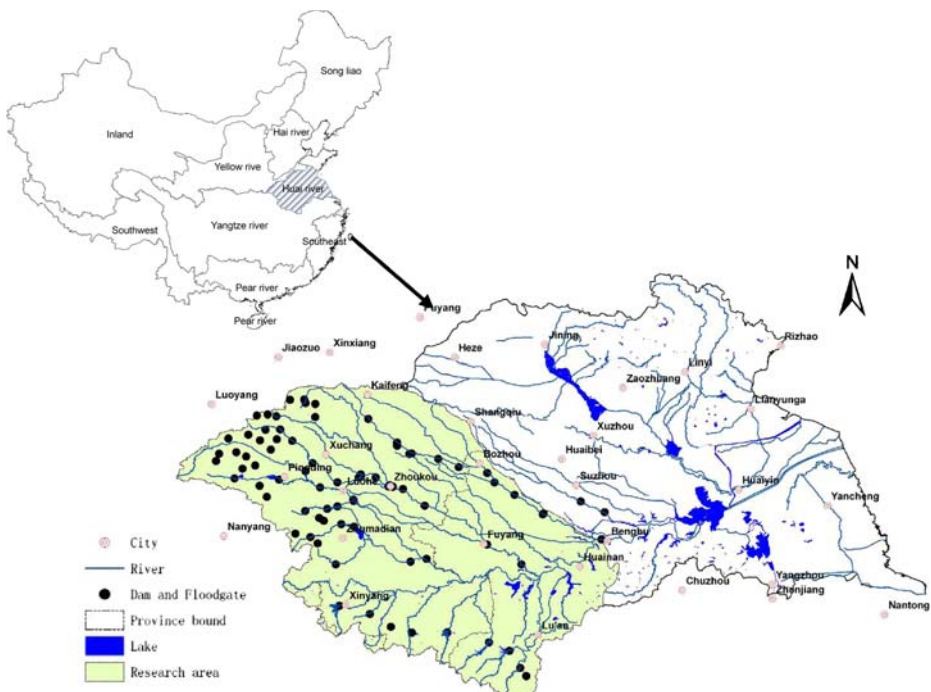 Song liao
Hai river
Inland
Yellow rive
Huai river
Yangtze river
Southwest
Southeast
Pear river
Pear river
N
uyang
Jiaozuo
Xinxiang
Heze
Jining
Rizhao
Linyi
Zaozhuang
Luoyang
Kaifeng
Shangqiu
Lianyunga
Xuzhou
Xuchang
Bozhou
Huaibei
Pingding
Luohe
Zhoukou
Suzhou
Huaiyin
Yancheng
Nanyang
Zhumadian
Fuyang
Bengbu
Huainan
Chuzhou
Yangzhou
Zhenjiang
Nantong
Xinyang
Lu'an
City
River
Dam and Floodgate
Province bound
Lake
Research area